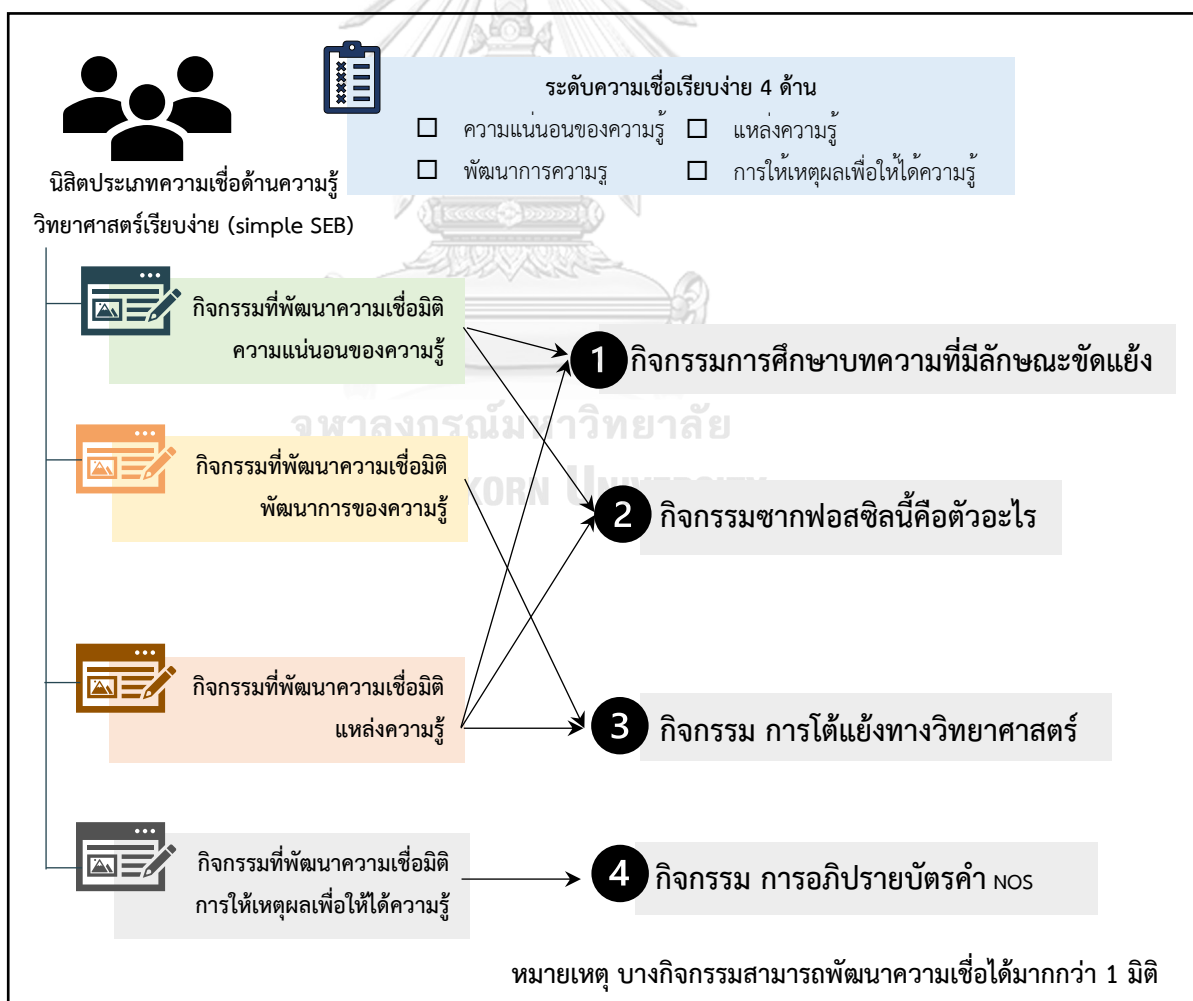 ระดับความเชื่อเรียบง่าย 4 ด้าน
ความแน่นอนของความรู้
แหล่งความรู้
พัฒนาการความรู
การให้เหตุผลเพื่อให้ได้ความรู้
นิสิตประเภทความเชื่อด้านความรู้
วิทยาศาสตร์เรียบง่าย (simple SEB)
กิจกรรมที่พัฒนาความเชื่อมิติ
ความแน่นอนของความรู้
1 กิจกรรมการศึกษาบทความที่มีลักษณะขัดแย้ง
จุฬาลงกรณ์มหาวิทยาลัย
KORN UNIVERSITY
กิจกรรมที่พัฒนาความเชื่อมิติ
พัฒนาการของความรู้
2 กิจกรรมซากฟอสซิลนี้คือตัวอะไร
กิจกรรมที่พัฒนาความเชื่อมิติ
แหล่งความรู้
3 กิจกรรม การโต้แย้งทางวิทยาศาสตร์
กิจกรรมที่พัฒนาความเชื่อมิติ
การให้เหตุผลเพื่อให้ได้ความรู้
4 กิจกรรม การอภิปรายบัตรคำ NOS
หมายเหตุ บางกิจกรรมสามารถพัฒนาความเชื่อได้มากกว่า 1 มิติ